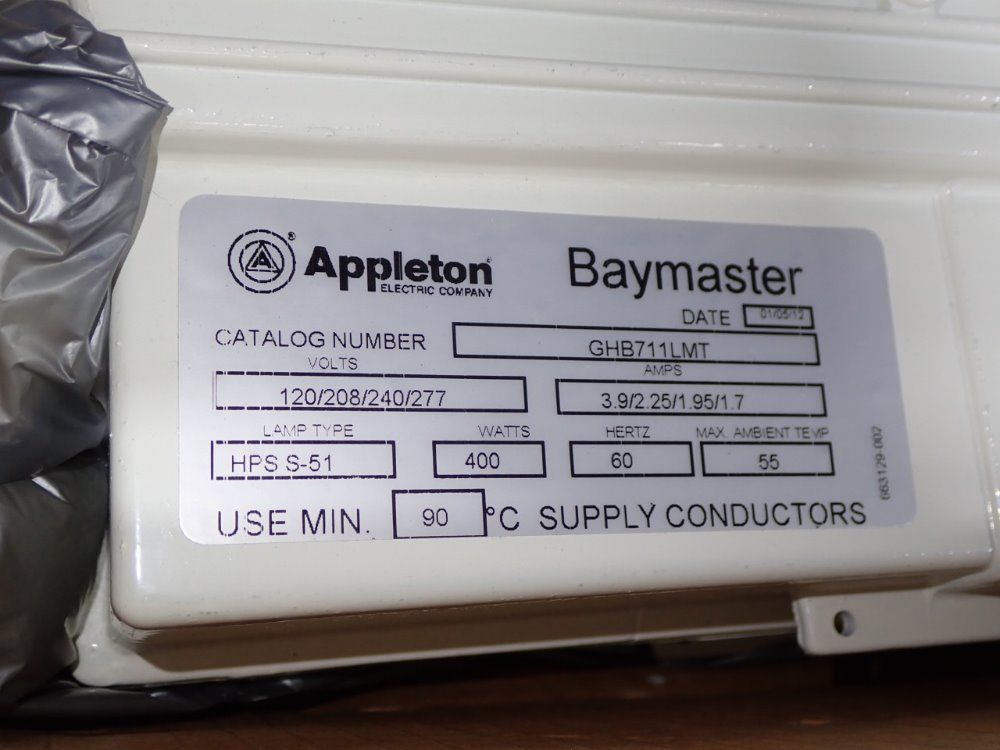 Appleton®
ELECTRIC COMPANY
Baymaster
DATE 01/05/12
CATALOG NUMBER GHB711LMT
VOLTS AMPS
120/208/240/277 3.9/2.25/1.95/1.7
LAMP TYPE WATTS HERTZ MAX. AMBIENT TEMP
HPS S-51 400 60 55
USE MIN. 90 °C SUPPLY CONDUCTORS
663129-002